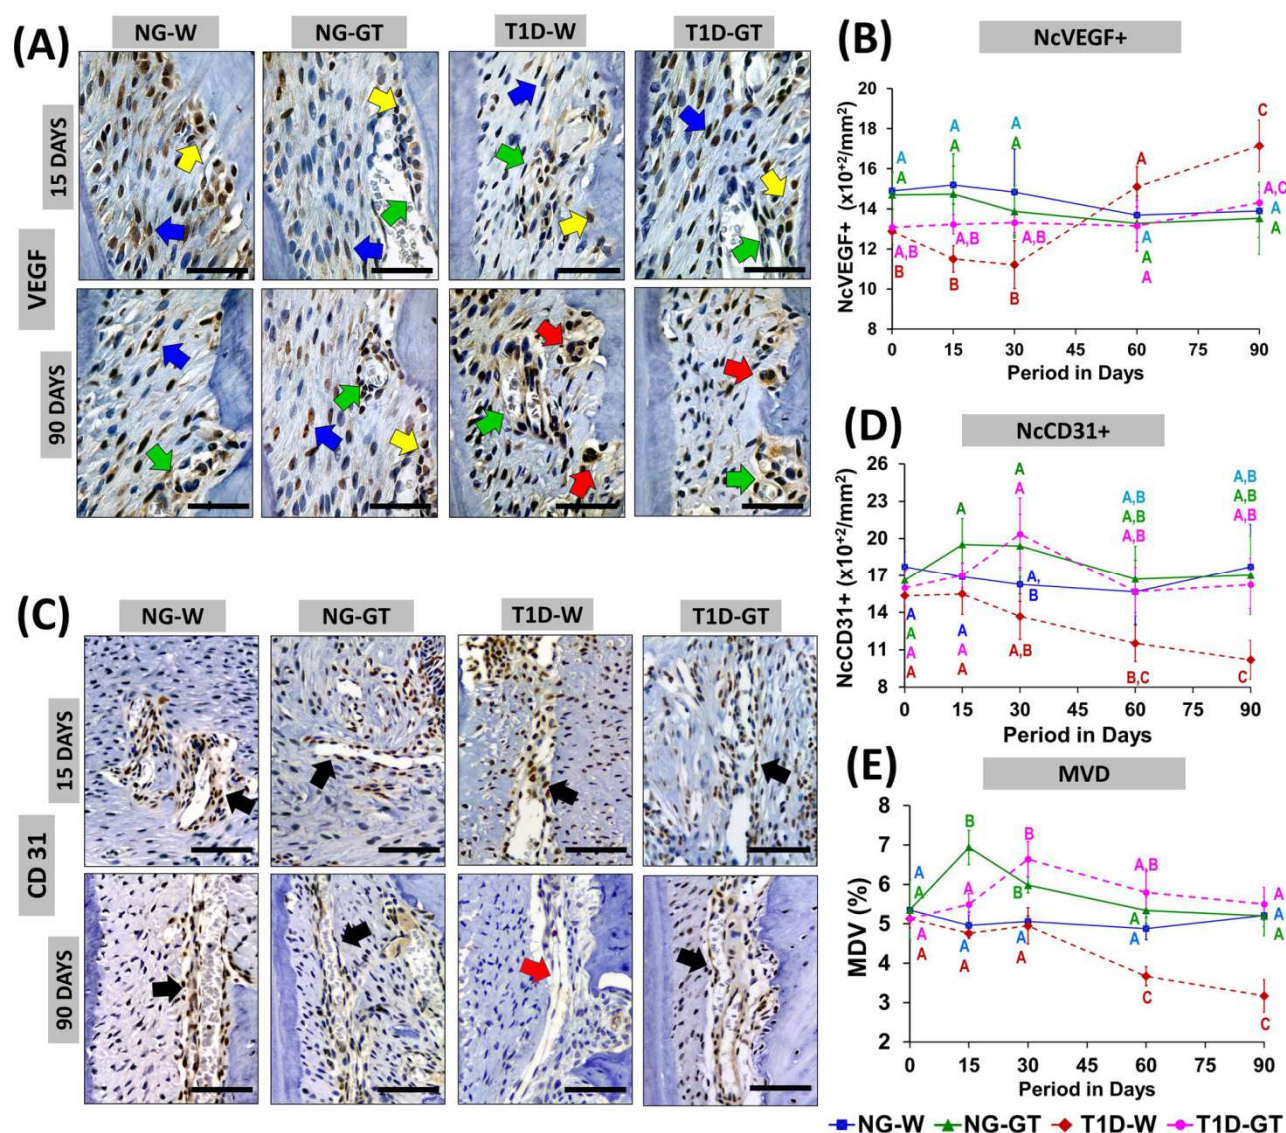 (A)
NG-W
NG-GT
T1D-W
T1D-GT
VEGF
15 DAYS
90 DAYS
(B)
NcVEGF+
NcVEGF+ (x10⁺²/mm²)
20
18
16
14
12
10
8
A
A
A
A
A
A
A
C
A,B
B
A,B
B
A,B
B
A
A
A
A,C
A
A
0 15 30 45 60 75 90
Period in Days
(C)
NG-W
NG-GT
T1D-W
T1D-GT
CD 31
15 DAYS
90 DAYS
(D)
NcCD31+
NcCD31+ (x10⁺²/mm²)
26
23
20
17
14
11
8
A
A
A
A,B
A,B
A,B
A,B
A,B
A,B
A,
B
A
A
A
A
A
A
A
A,B
B,C
C
0 15 30 45 60 75 90
Period in Days
(E)
MVD
MDV (%)
8
7
6
5
4
3
2
B
B
A
A
A
B
A,B
A
A
A
A
A
A
A
A
A
A
A
A
C
C
0 15 30 45 60 75 90
Period in Days
NG-W NG-GT T1D-W T1D-GT